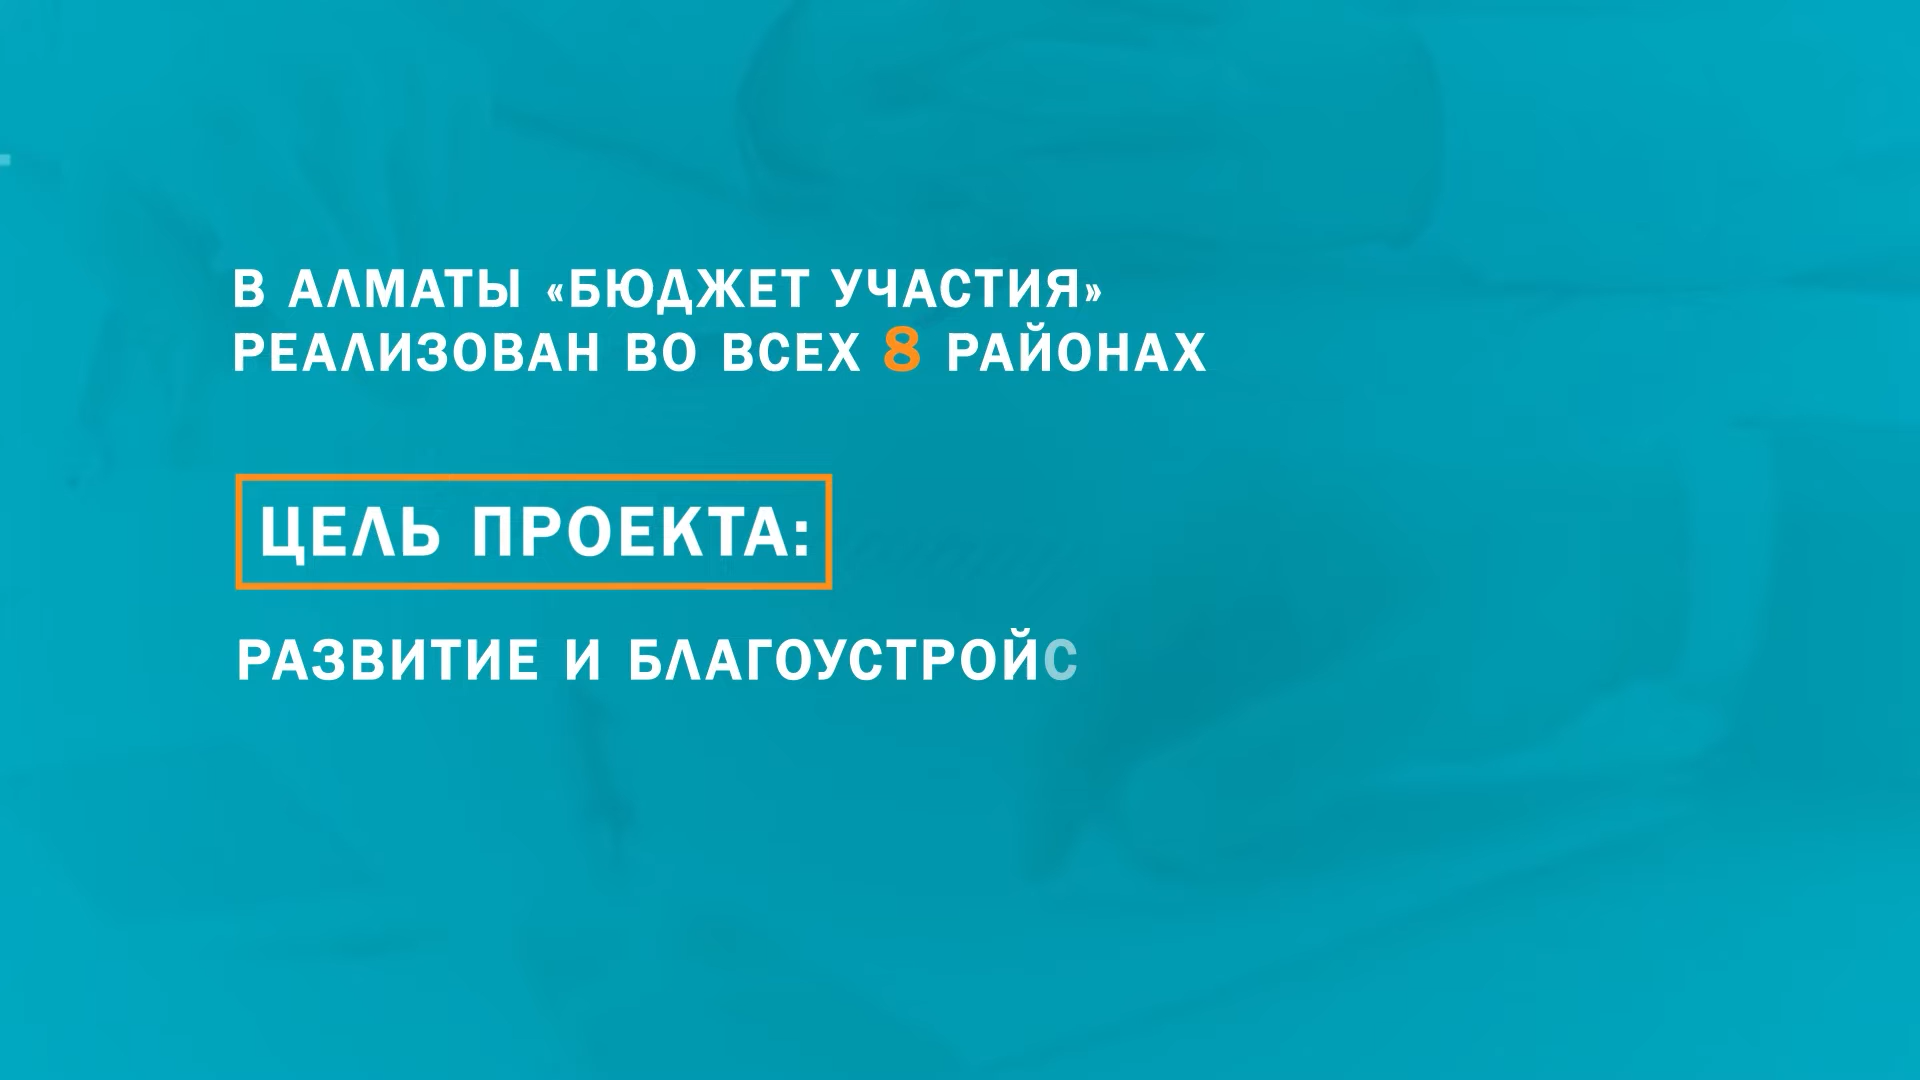 В АЛМАТЫ «БЮДЖЕТ УЧАСТИЯ»
РЕАЛИЗОВАН ВО ВСЕХ 8 РАЙОНАХ
ЦЕЛЬ ПРОЕКТА:
РАЗВИТИЕ И БЛАГОУСТРОЙС